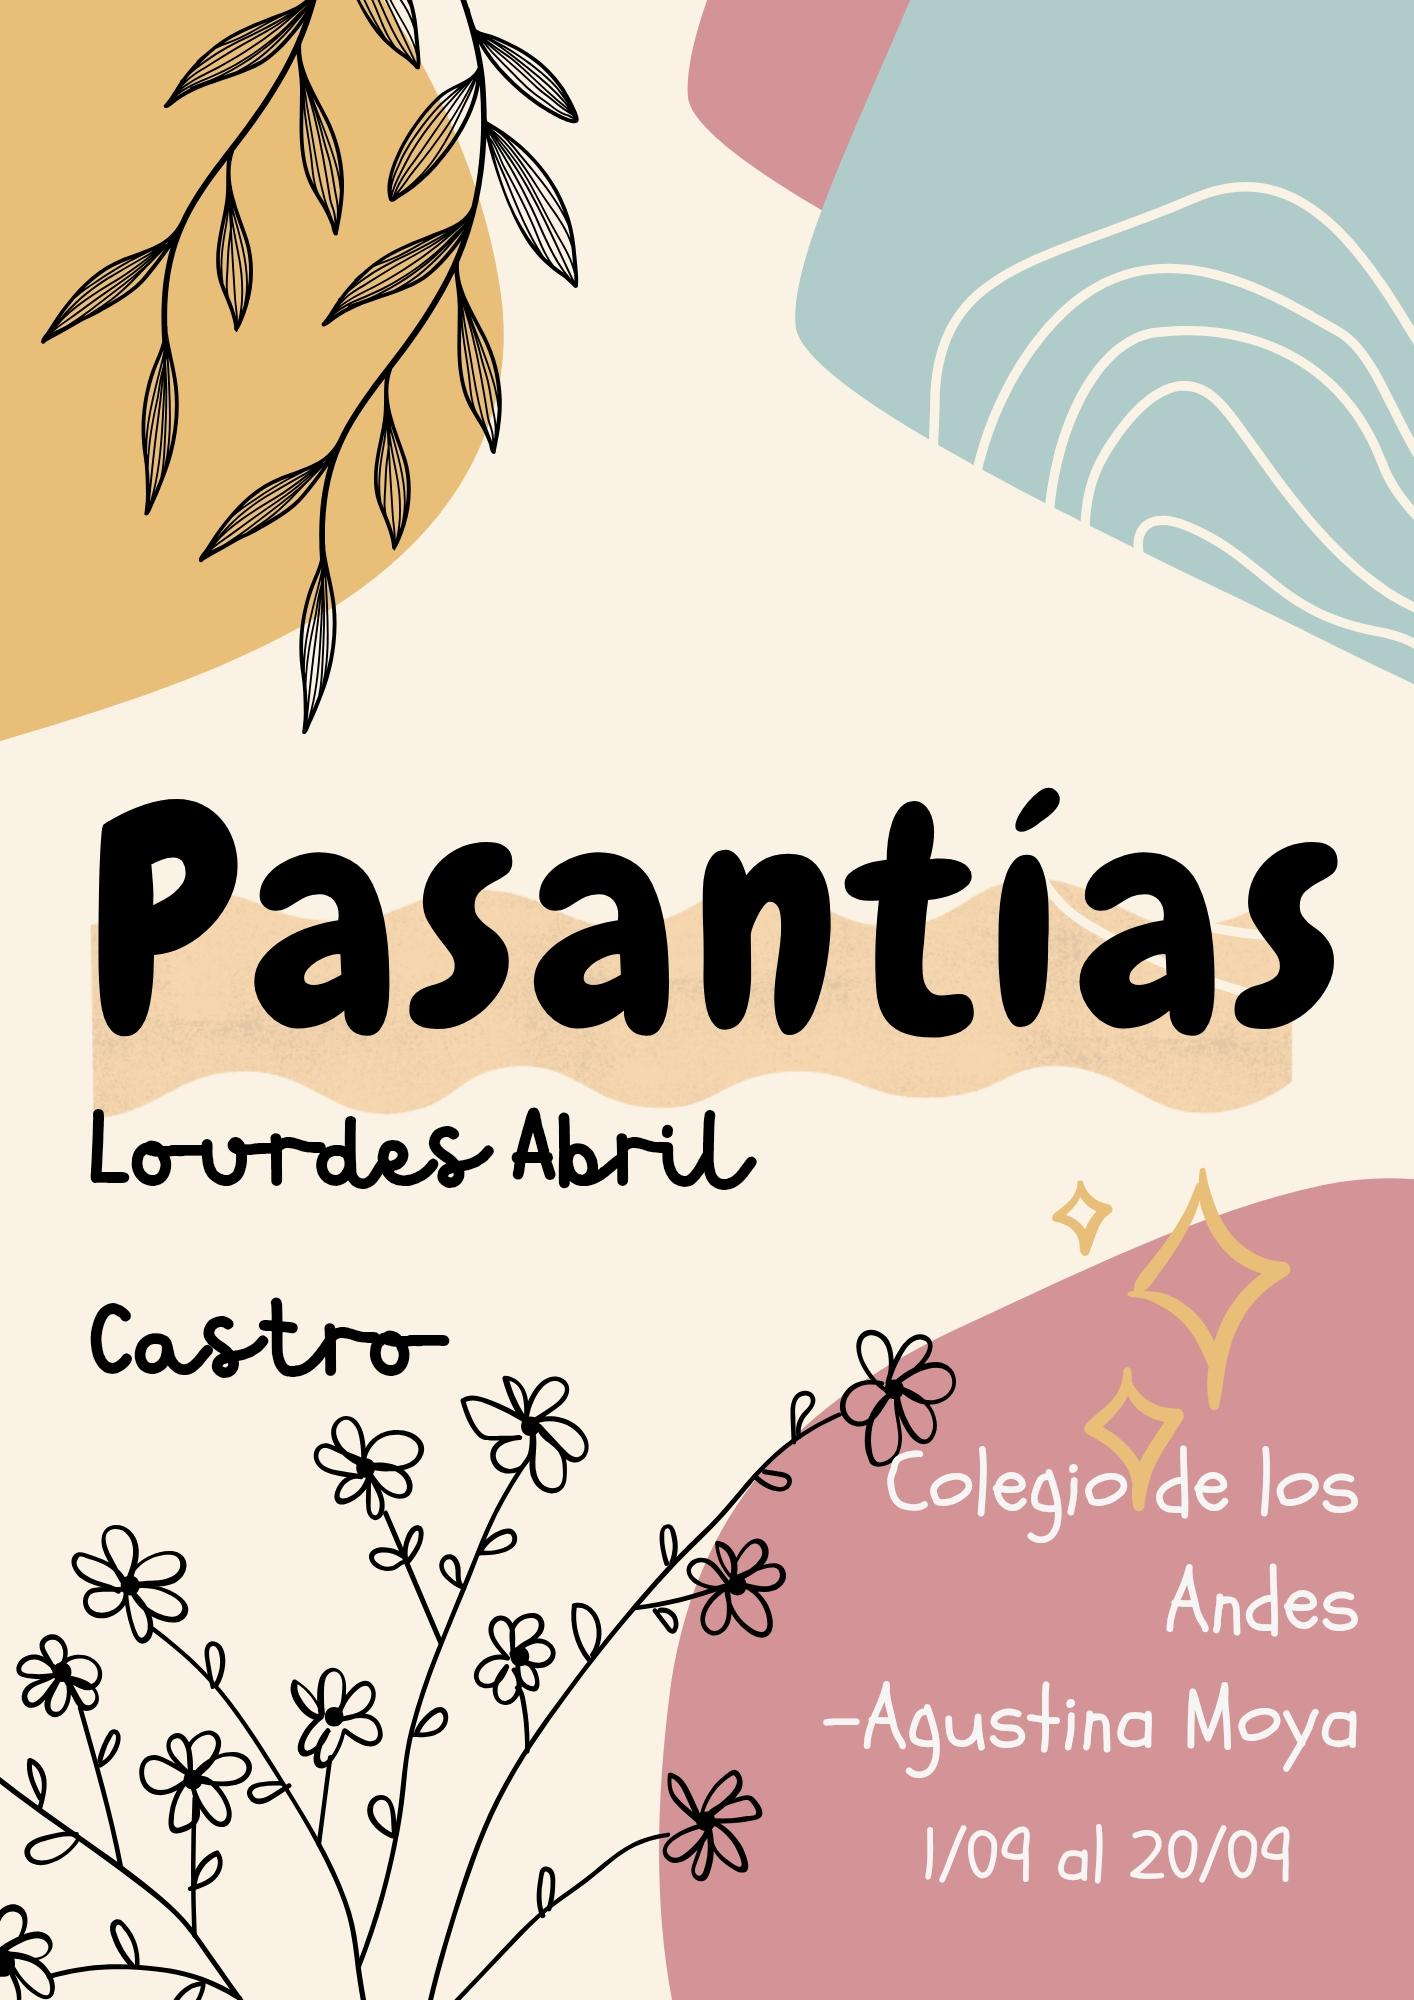 Pasantías
Lourdes Abril
Castro
Colegio de los
Andes
-Agustina Moya
1/09 al 20/09